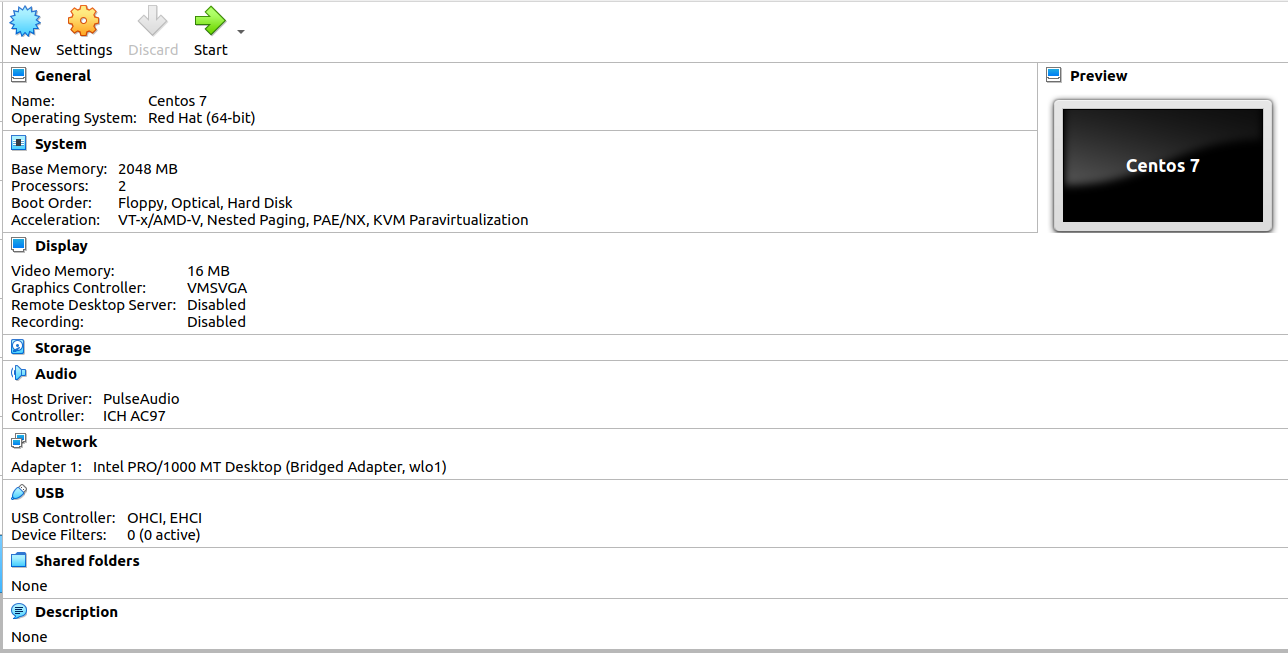 New Settings Discard Start
General
Name: Centos 7
Operating System: Red Hat (64-bit)
System
Base Memory: 2048 MB
Processors: 2
Boot Order: Floppy, Optical, Hard Disk
Acceleration: VT-x/AMD-V, Nested Paging, PAE/NX, KVM Paravirtualization
Preview
Centos 7
Display
Video Memory: 16 MB
Graphics Controller: VMSVGA
Remote Desktop Server: Disabled
Recording: Disabled
Storage
Audio
Host Driver: PulseAudio
Controller: ICH AC97
Network
Adapter 1: Intel PRO/1000 MT Desktop (Bridged Adapter, wlo1)
USB
USB Controller: OHCI, EHCI
Device Filters: 0 (0 active)
Shared folders
None
Description
None